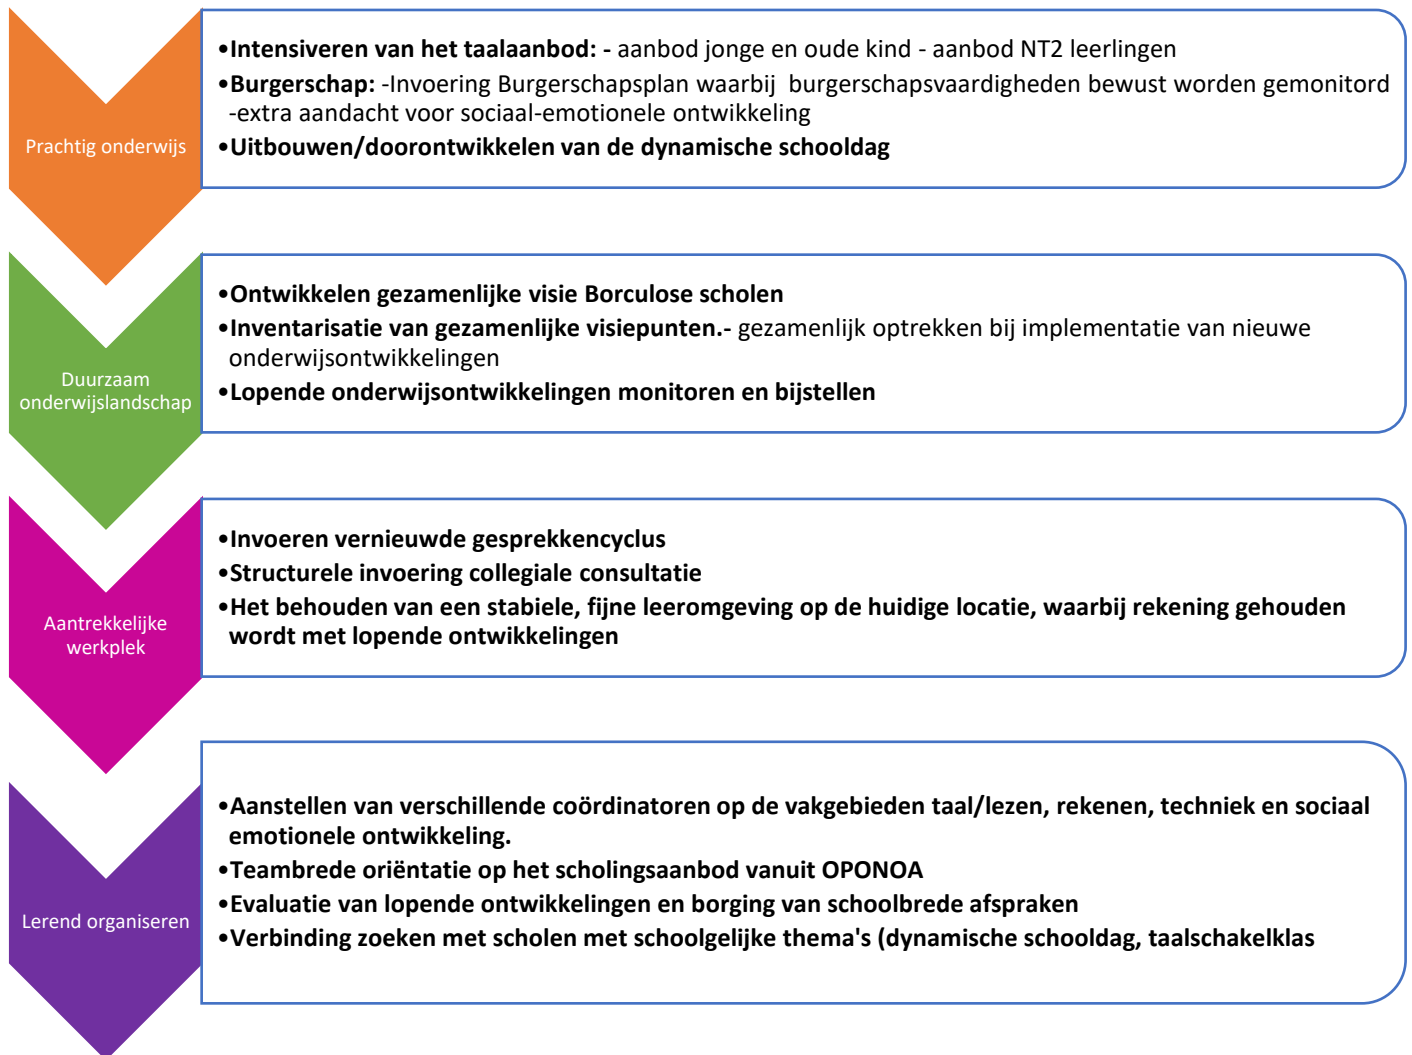 Prachtig onderwijs
•Intensiveren van het taalaanbod: - aanbod jonge en oude kind - aanbod NT2 leerlingen
•Burgerschap: -Invoering Burgerschapsplan waarbij  burgerschapsvaardigheden bewust worden gemonitord
-extra aandacht voor sociaal-emotionele ontwikkeling
•Uitbouwen/doorontwikkelen van de dynamische schooldag
Duurzaam
onderwijslandschap
•Ontwikkelen gezamenlijke visie Borculose scholen
•Inventarisatie van gezamenlijke visiepunten.- gezamenlijk optrekken bij implementatie van nieuwe
onderwijsontwikkelingen
•Lopende onderwijsontwikkelingen monitoren en bijstellen
Aantrekkelijke
werkplek
•Invoeren vernieuwde gesprekkencyclus
•Structurele invoering collegiale consultatie
•Het behouden van een stabiele, fijne leeromgeving op de huidige locatie, waarbij rekening gehouden
wordt met lopende ontwikkelingen
Lerend organiseren
•Aanstellen van verschillende coördinatoren op de vakgebieden taal/lezen, rekenen, techniek en sociaal
emotionele ontwikkeling.
•Teambrede oriëntatie op het scholingsaanbod vanuit OPONOA
•Evaluatie van lopende ontwikkelingen en borging van schoolbrede afspraken
•Verbinding zoeken met scholen met schoolgelijke thema's (dynamische schooldag, taalschakelklas